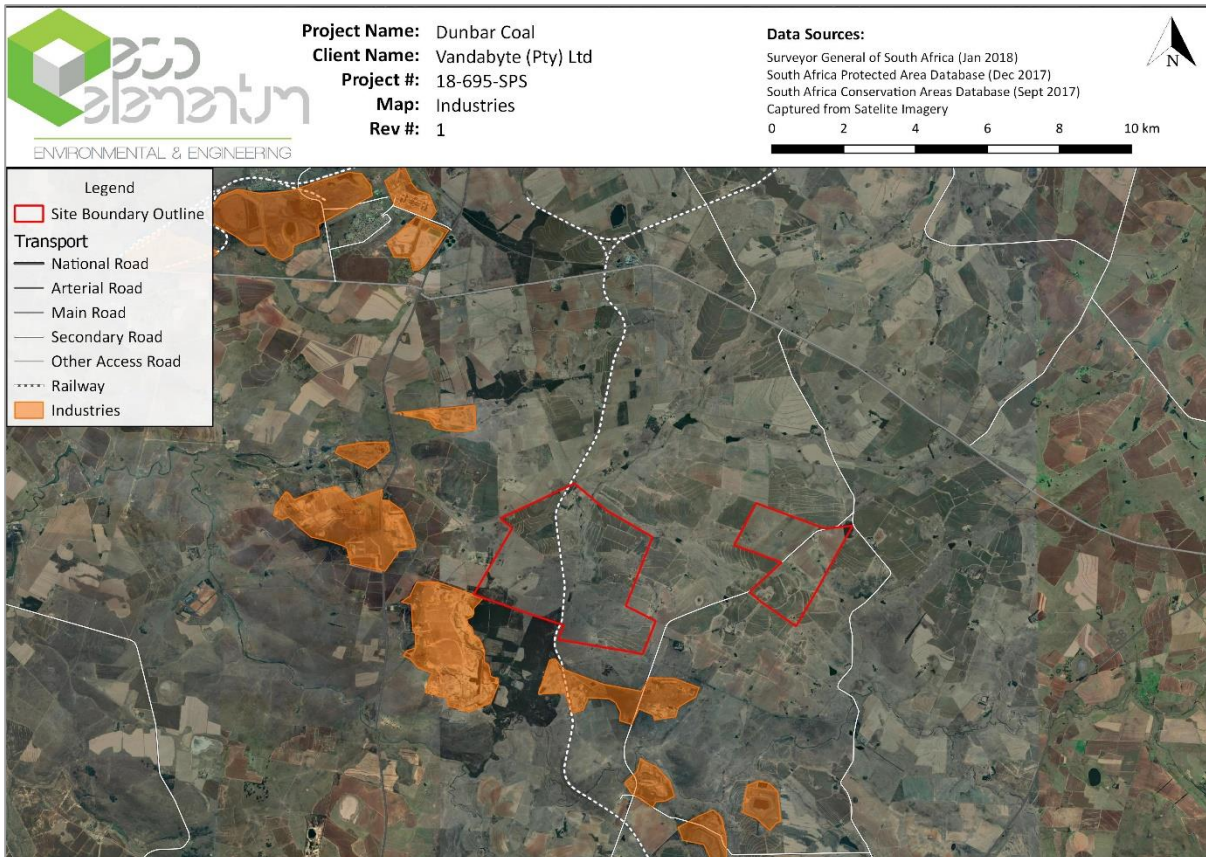 eco
elementum
ENVIRONMENTAL & ENGINEERING
Project Name: Dunbar Coal
Client Name: Vandabyte (Pty) Ltd
Project #: 18-695-SPS
Map: Industries
Rev #: 1
Data Sources:
Surveyor General of South Africa (Jan 2018)
South Africa Protected Area Database (Dec 2017)
South Africa Conservation Areas Database (Sept 2017)
Captured from Satelite Imagery
0 2 4 6 8 10 km
N
Legend
Site Boundary Outline
Transport
National Road
Arterial Road
Main Road
Secondary Road
Other Access Road
Railway
Industries